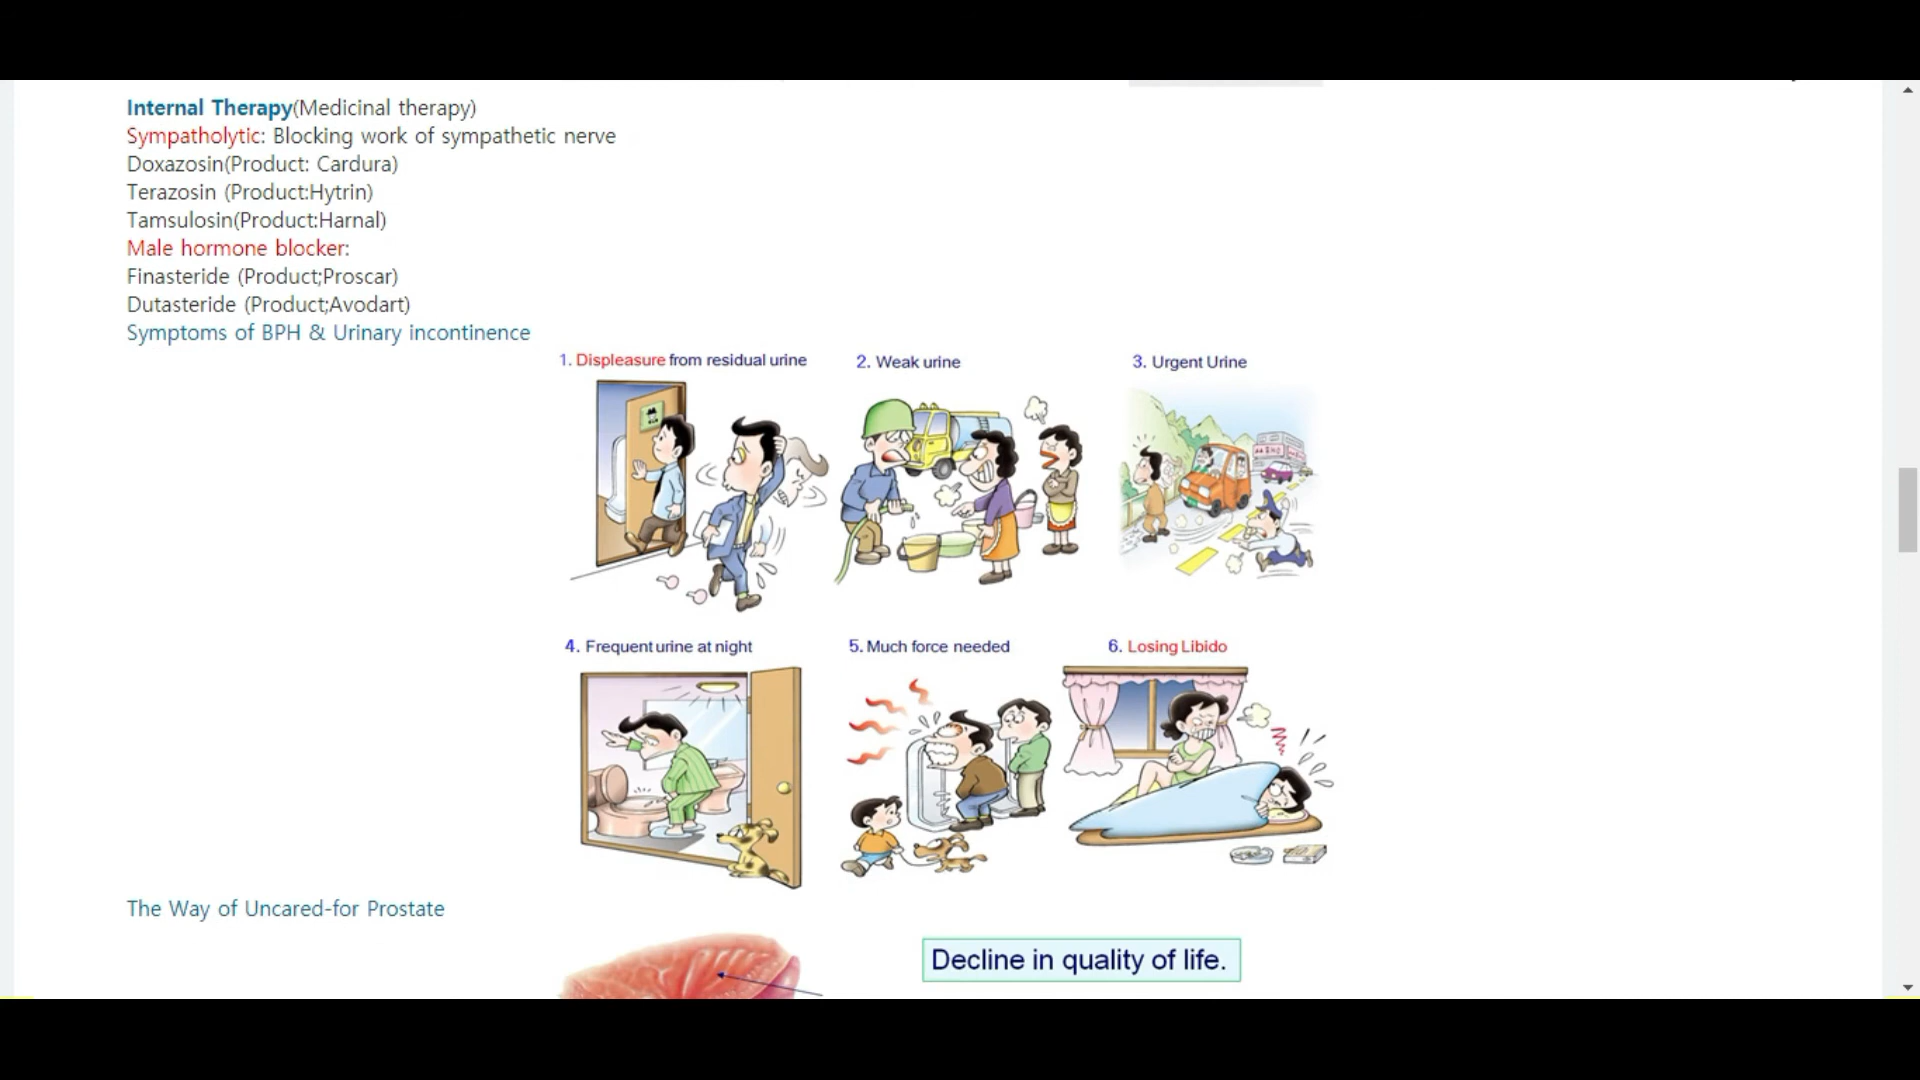 Internal Therapy(Medicinal therapy)
Sympatholytic: Blocking work of sympathetic nerve
Doxazosin(Product: Cardura)
Terazosin (Product:Hytrin)
Tamsulosin(Product:Harnal)
Male hormone blocker:
Finasteride (Product;Proscar)
Dutasteride (Product;Avodart)
Symptoms of BPH & Urinary incontinence
1. Displeasure from residual urine
2. Weak urine
3. Urgent Urine
4. Frequent urine at night
5. Much force needed
6. Losing Libido
The Way of Uncared-for Prostate
Decline in quality of life.